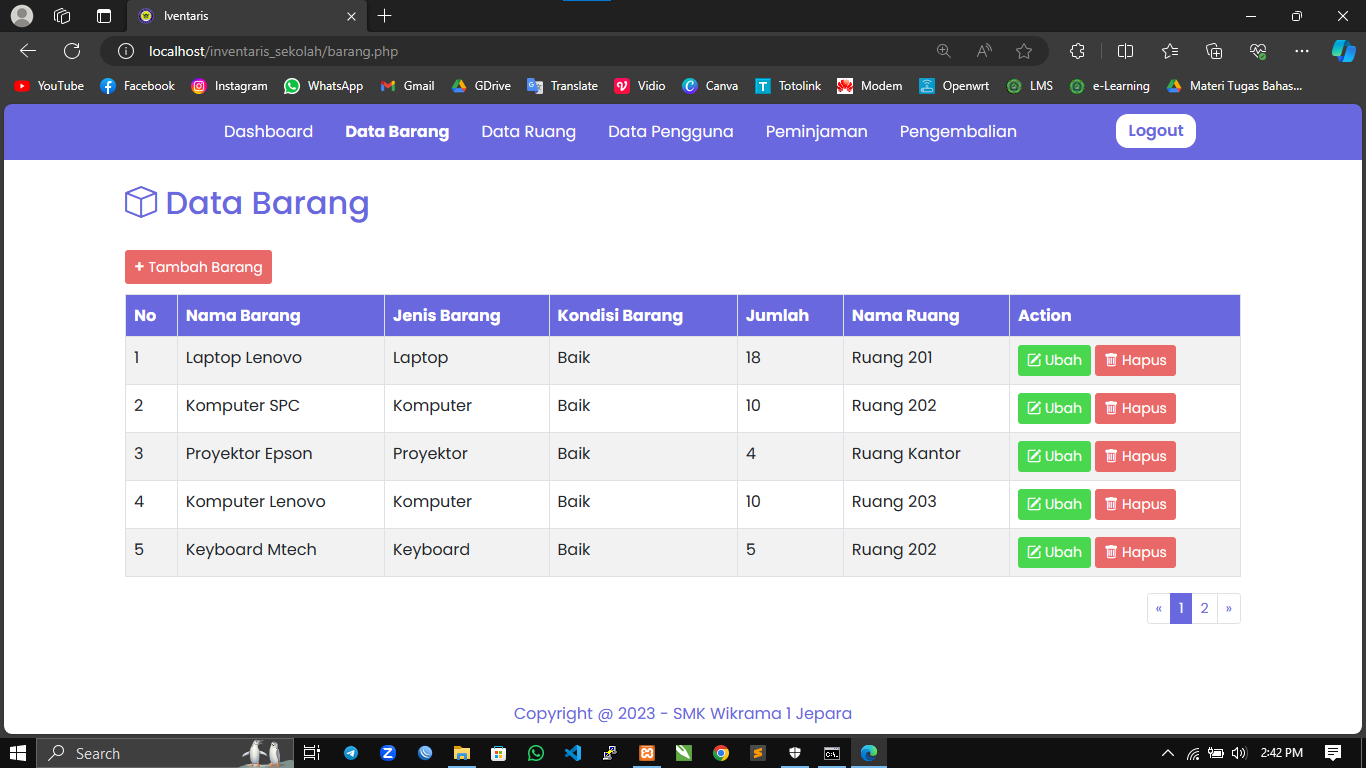 Iventaris
localhost/inventaris_sekolah/barang.php
YouTube Facebook Instagram WhatsApp Gmail GDrive Translate Vidio Canva Totolink Modem Openwrt LMS e-Learning Materi Tugas Bahas...
Dashboard Data Barang Data Ruang Data Pengguna Peminjaman Pengembalian Logout
Data Barang
+ Tambah Barang
No Nama Barang Jenis Barang Kondisi Barang Jumlah Nama Ruang Action
1 Laptop Lenovo Laptop Baik 18 Ruang 201 Ubah Hapus
2 Komputer SPC Komputer Baik 10 Ruang 202 Ubah Hapus
3 Proyektor Epson Proyektor Baik 4 Ruang Kantor Ubah Hapus
4 Komputer Lenovo Komputer Baik 10 Ruang 203 Ubah Hapus
5 Keyboard Mtech Keyboard Baik 5 Ruang 202 Ubah Hapus
« 1 2 »
Copyright @ 2023 - SMK Wikrama 1 Jepara
Search 2:42 PM